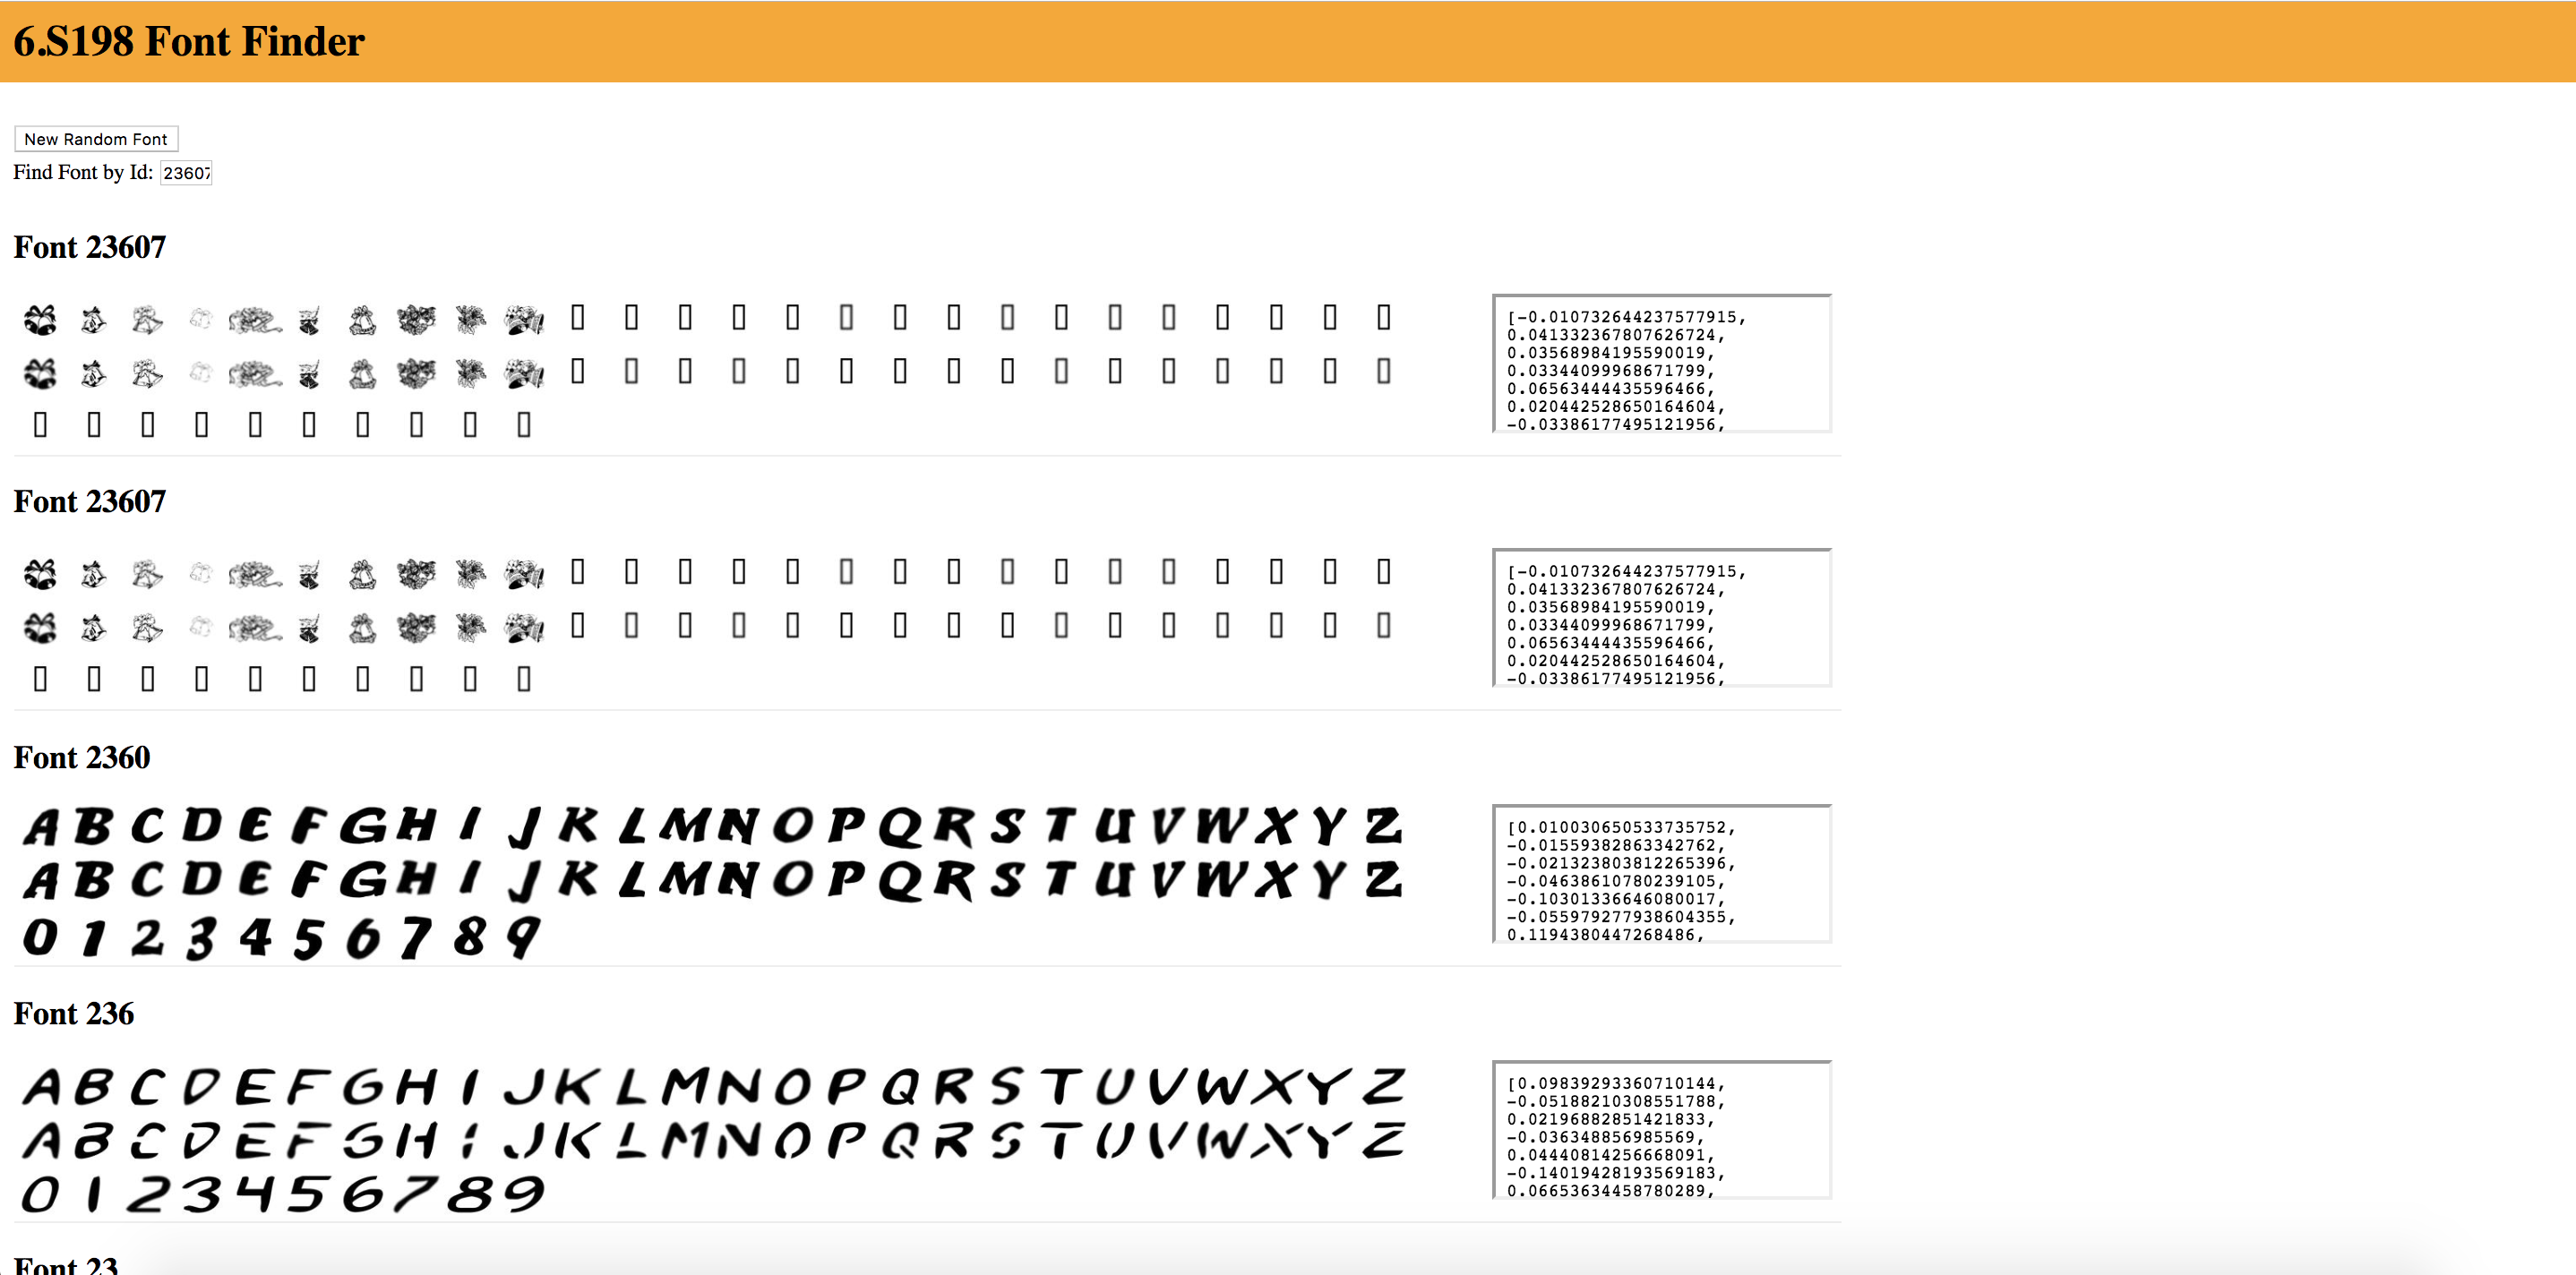 6.S198 Font Finder
New Random Font
Find Font by Id: 23607
Font 23607
[-0.010732644237577915,
0.041332367807626724,
0.03568984195590019,
0.03344099968671799,
0.06563444435596466,
0.020442528650164604,
-0.03386177495121956,
Font 23607
[-0.010732644237577915,
0.041332367807626724,
0.03568984195590019,
0.03344099968671799,
0.06563444435596466,
0.020442528650164604,
-0.03386177495121956,
Font 2360
A B C D E F G H I J K L M N O P Q R S T U V W X Y Z
A B C D E F G H I J K L M N O P Q R S T U V W X Y Z
0 1 2 3 4 5 6 7 8 9
[0.010030650533735752,
-0.01559382863342762,
-0.021323803812265396,
-0.04638610780239105,
-0.10301336646080017,
-0.055979277938604355,
0.1194380447268486,
Font 236
A B C D E F G H I J K L M N O P Q R S T U V W X Y Z
A B C D E F G H I J K L M N O P Q R S T U V W X Y Z
0 1 2 3 4 5 6 7 8 9
[0.09839293360710144,
-0.05188210308551788,
0.02196882851421833,
-0.036348856985569,
0.04440814256668091,
-0.14019428193569183,
0.06653634458780289,
Font 23